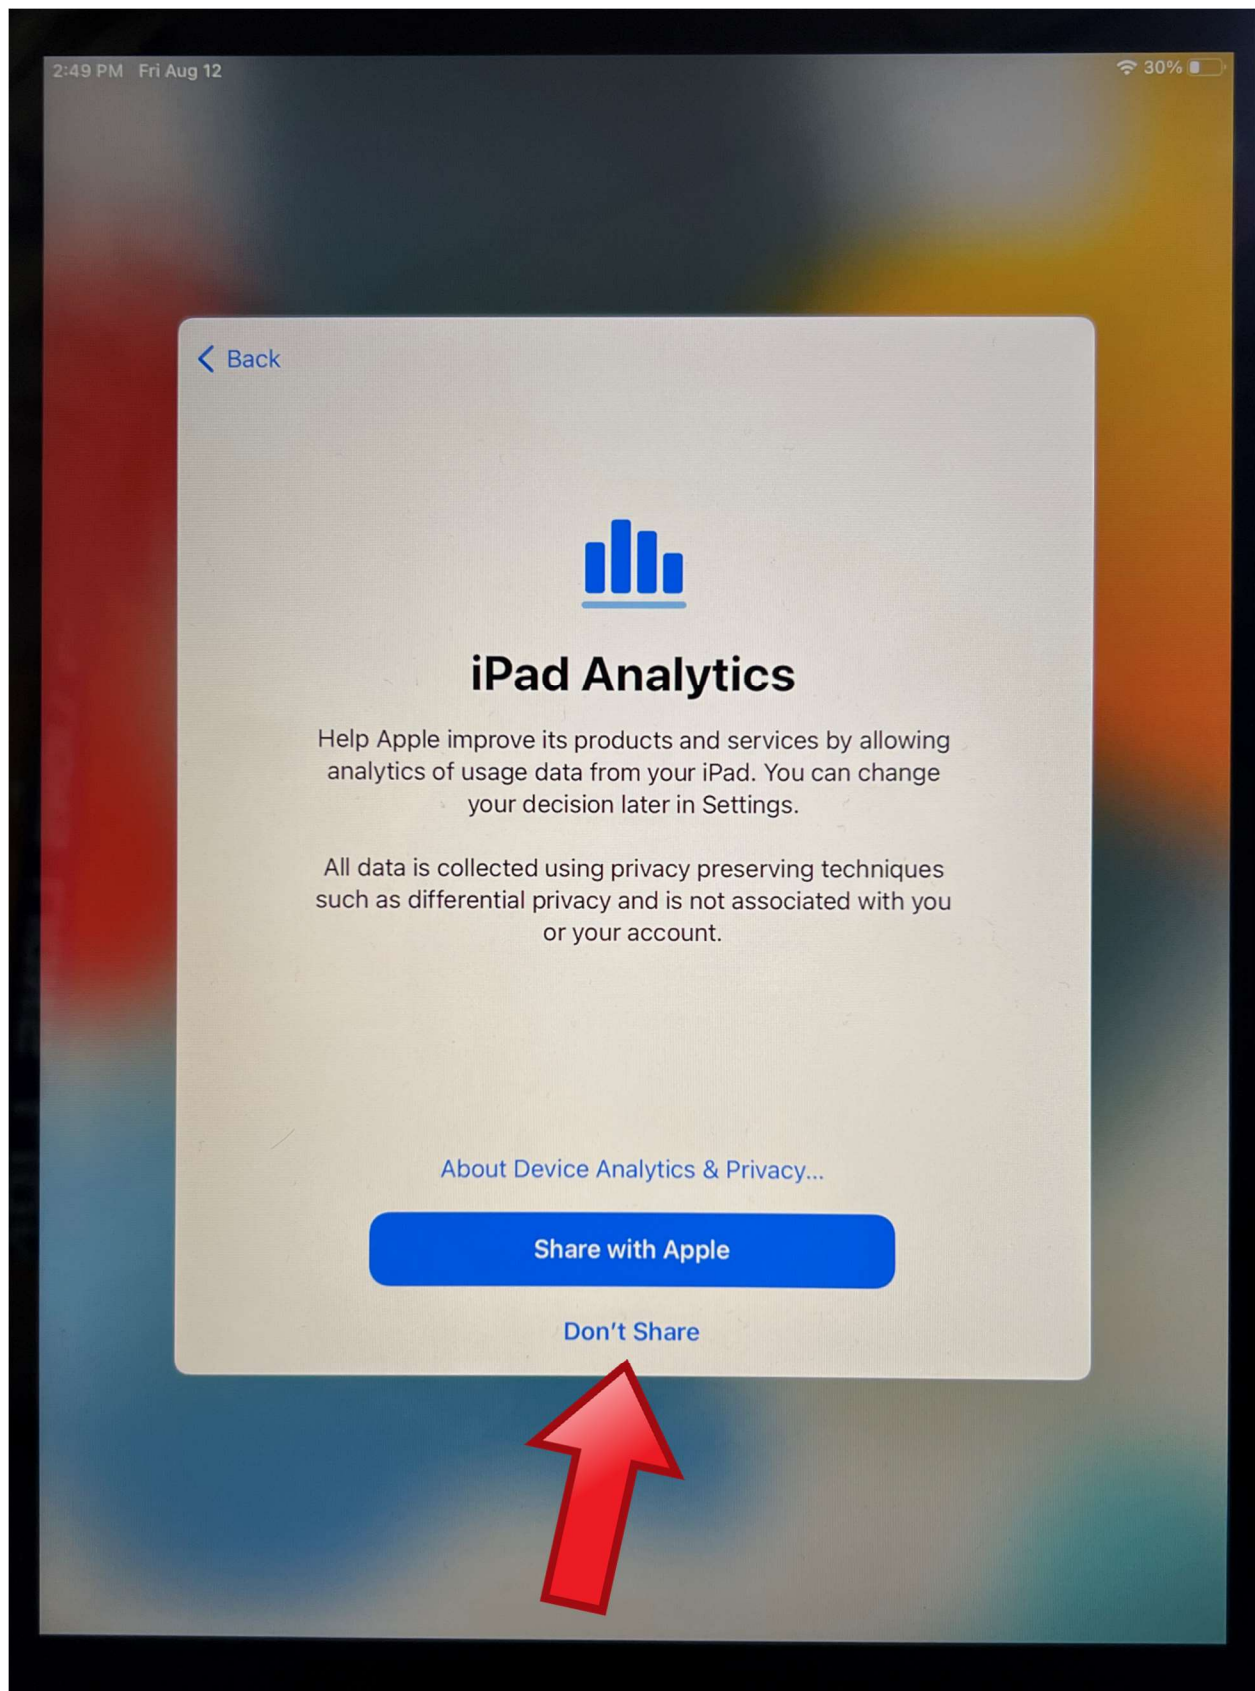 2:49 PM Fri Aug 12 30%
Back
iPad Analytics
Help Apple improve its products and services by allowing
analytics of usage data from your iPad. You can change
your decision later in Settings.
All data is collected using privacy preserving techniques
such as differential privacy and is not associated with you
or your account.
About Device Analytics & Privacy...
Share with Apple
Don't Share